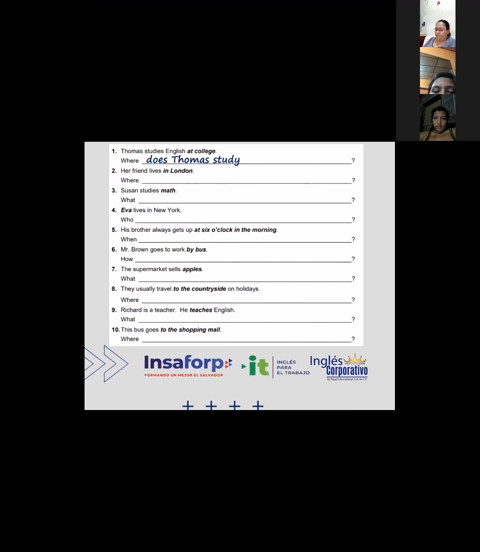 1. Thomas studies English at college.
Where does Thomas study ?
2. Her friend lives in London.
Where ?
3. Susan studies math.
What ?
4. Eva lives in New York.
Who ?
5. His brother always gets up at six o'clock in the morning.
When ?
6. Mr. Brown goes to work by bus.
How ?
7. The supermarket sells apples.
What ?
8. They usually travel to the countryside on holidays.
Where ?
9. Richard is a teacher. He teaches English.
What ?
10. This bus goes to the shopping mall.
Where ?
Insaforp
FORMANDO UN MEJOR EL SALVADOR
it
INGLÉS
PARA
EL TRABAJO
Inglés
Corporativo